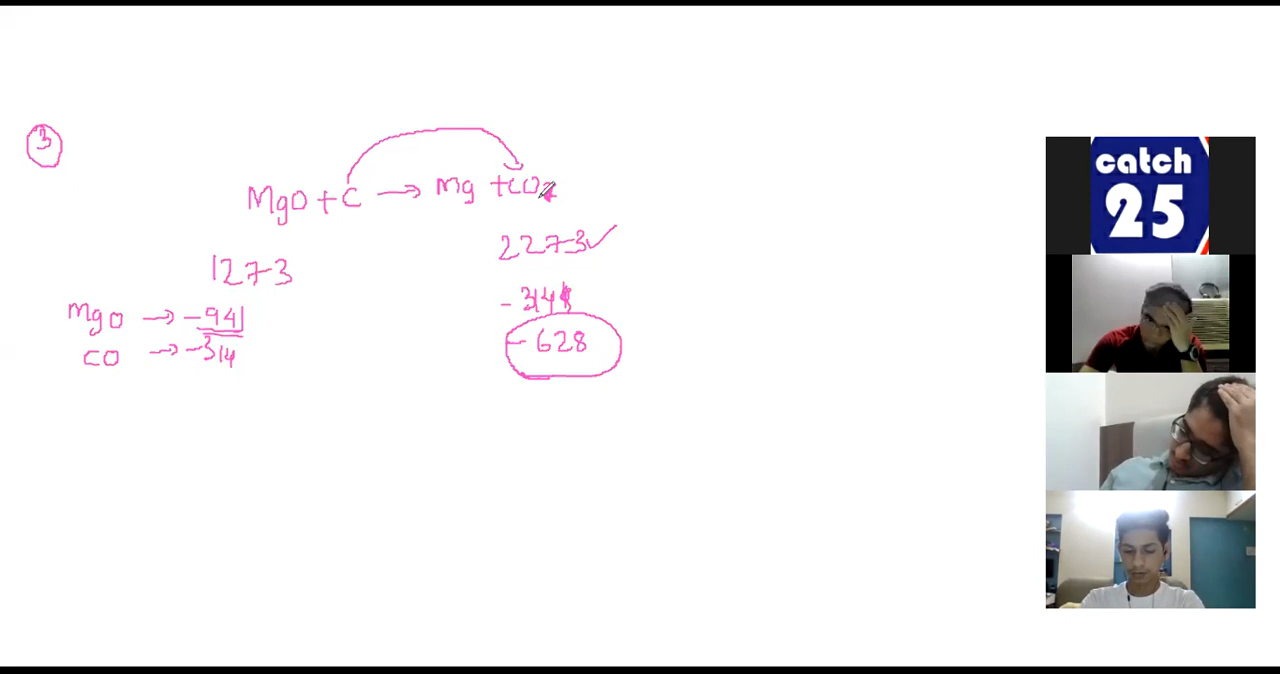 3
MgO + C → Mg + CO
1273
MgO → -941
CO → -314
2273✓
- 314
- 628
catch
25